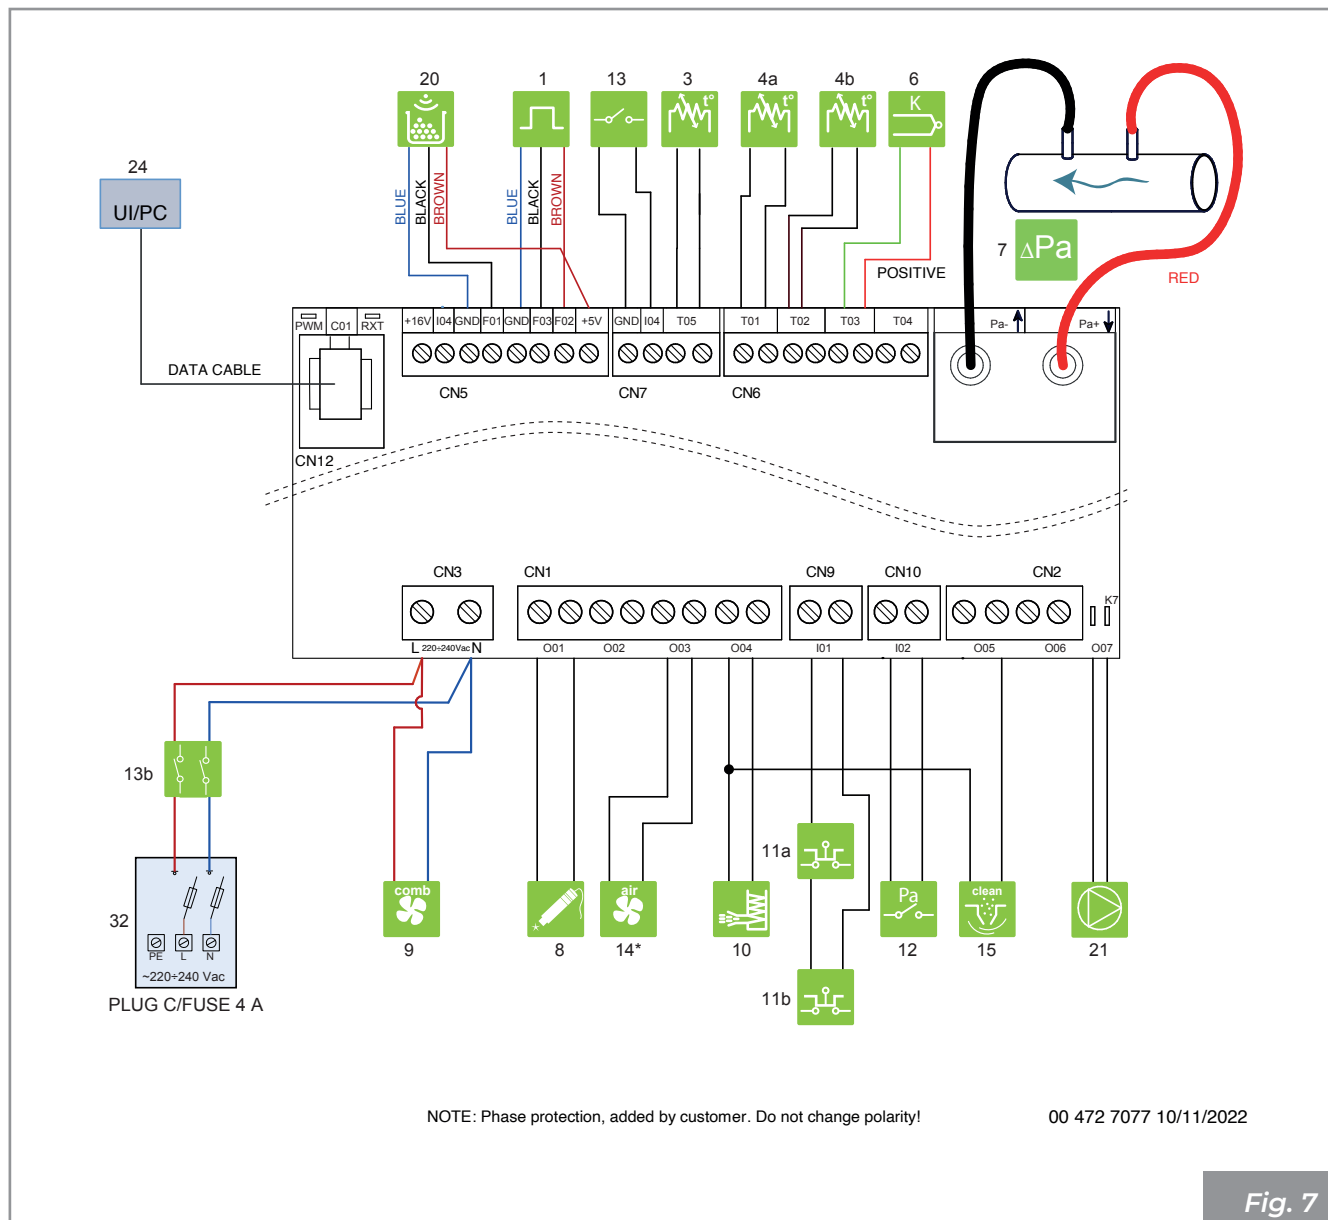 20 1 13 3 4a 4b 6
t° t° t° K
24
UI/PC
BLUE BLACK BROWN BLUE BLACK BROWN
7 ΔPa
POSITIVE
RED
PWM C01 RXT
+16V I04 GND F01 GND F03 F02 +5V
GND I04 T05
T01 T02 T03 T04
Pa- Pa+
DATA CABLE
CN5 CN7 CN6
CN12
CN3 CN1 CN9 CN10 CN2
K7
L 220÷240Vac N
O01 O02 O03 O04 I01 I02 O05 O06 O07
13b
11a
comb air Pa clean
32
PE L N
~220÷240 Vac
9 8 14* 10 12 15 21
PLUG C/FUSE 4 A
11b
NOTE: Phase protection, added by customer. Do not change polarity!
00 472 7077 10/11/2022
Fig. 7